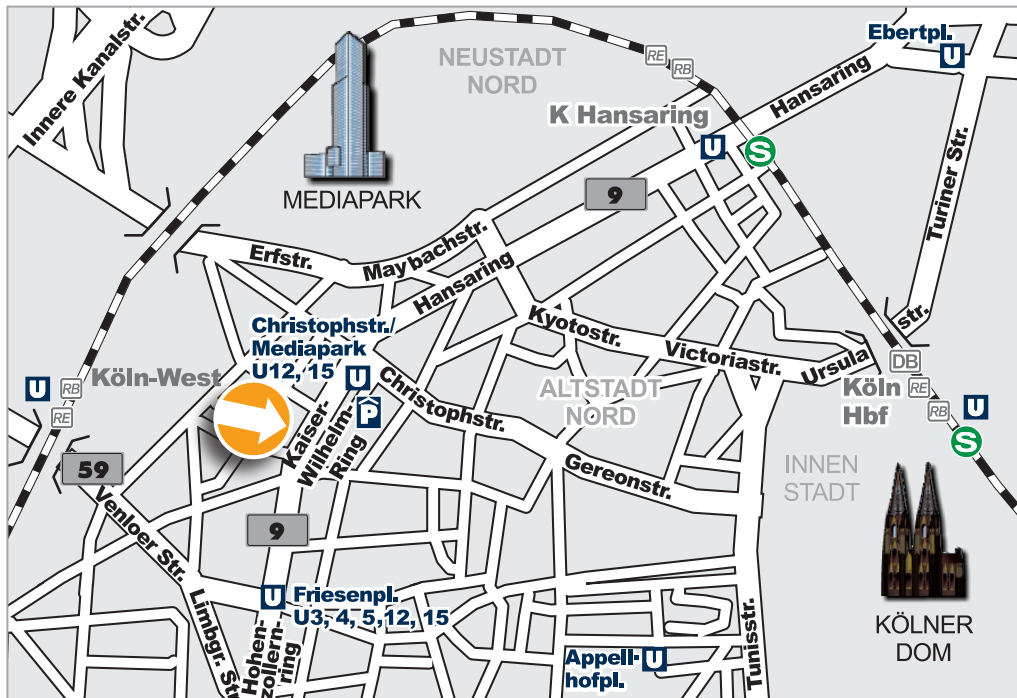 Innere Kanalstr.
NEUSTADT
NORD
RE
RB
Ebertpl.
U
Hansaring
K Hansaring
U
S
Turiner Str.
MEDIAPARK
9
Erfstr.
Maybachstr.
Hansaring
Christophstr./
Mediapark
U12, 15
U
P
Kyotostr.
Victoriastr.
Ursula
str.
DB
Köln
Hbf
RE
RB
U
S
U
RB
RE
Köln-West
Christophstr.
ALTSTADT
NORD
Kaiser-
Wilhelm-
Ring
Gereonstr.
INNEN
STADT
59
Venloer Str.
9
Limbgr. Str
U
Friesenpl.
U3, 4, 5,12, 15
Hohen-
zollern-
ring
Appell-
hofpl.
U
Tunisstr.
KÖLNER
DOM